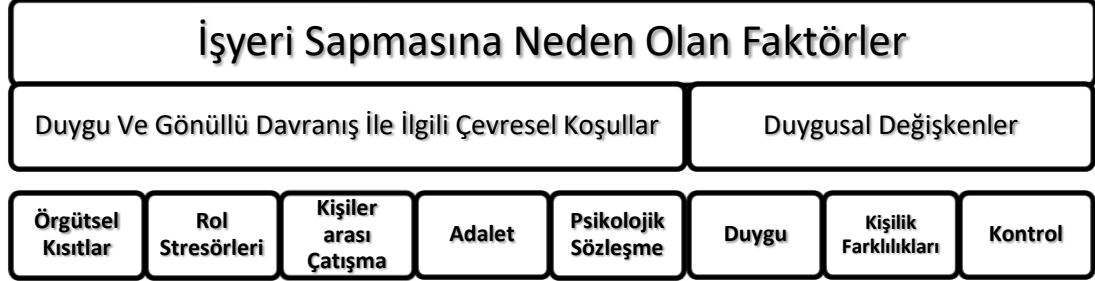 İşyeri Sapmasına Neden Olan Faktörler
Duygu Ve Gönüllü Davranış İle İlgili Çevresel Koşullar
Duygusal Değişkenler
Örgütsel
Kısıtlar
Rol
Stresörleri
Kişiler
arası
Çatışma
Adalet
Psikolojik
Sözleşme
Duygu
Kişilik
Farklılıkları
Kontrol